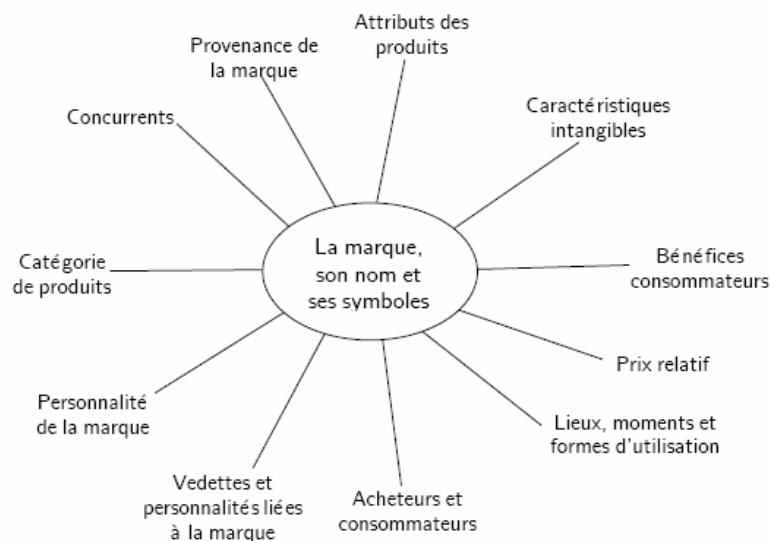 Attributs des
produits
Provenance de
la marque
Caractéristiques
intangibles
Concurrents
La marque,
son nom et
ses symboles
Bénéfices
consommateurs
Catégorie
de produits
Prix relatif
Personnalité
de la marque
Lieux, moments et
formes d'utilisation
Vedettes et
personnalités liées
à la marque
Acheteurs et
consommateurs